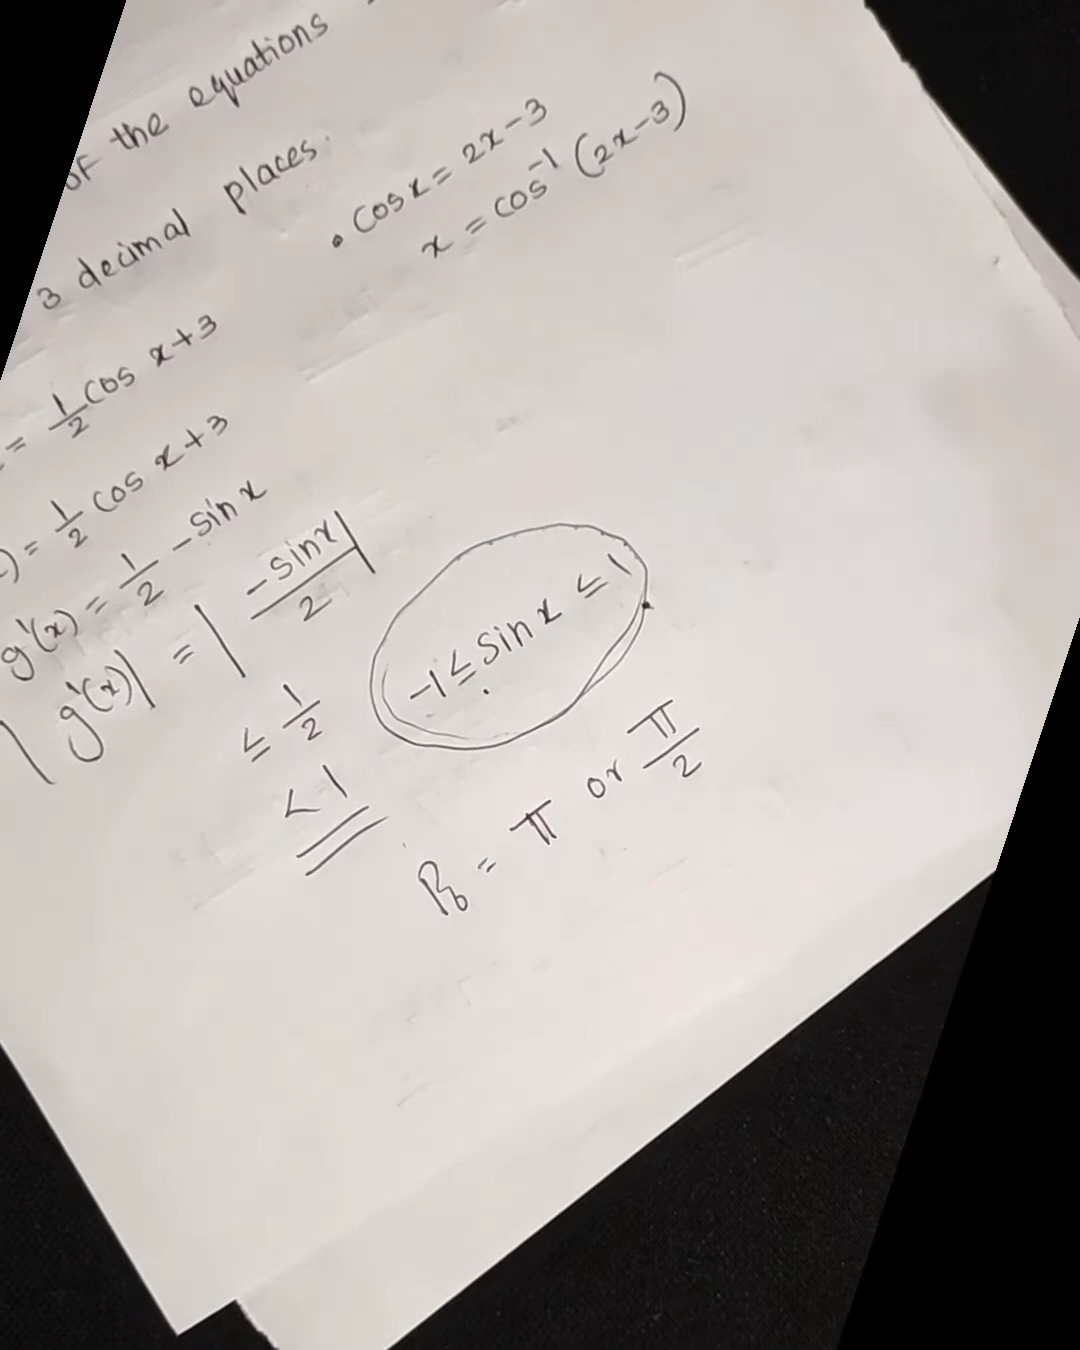 of the equations
3 decimal places.
. cos x = 2x - 3
x = cos⁻¹ (2x-3)
= 1/2 cos x+3
) = 1/2 cos x+3
g'(x) = 1/2 - sin x
|g'(x)| = |-sin x/2|
≤ 1/2
-1 ≤ sin x ≤ 1
< 1
P₀ = π or π/2